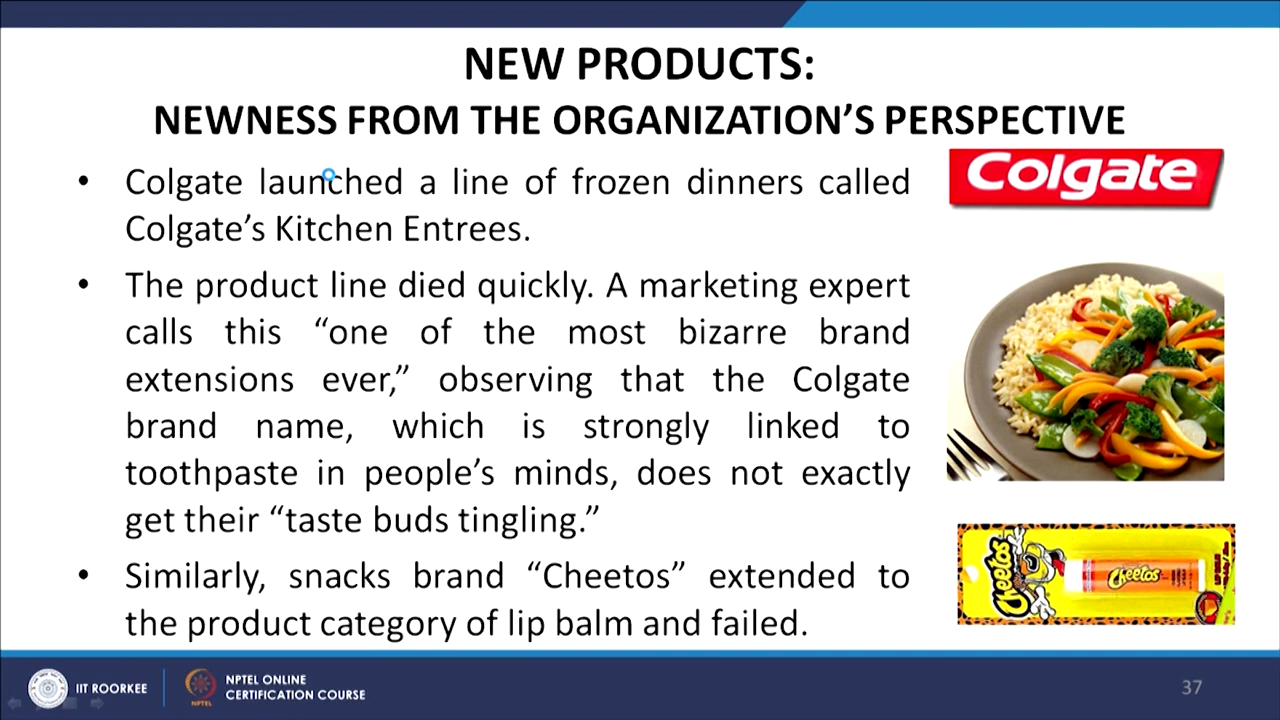 NEW PRODUCTS:
NEWNESS FROM THE ORGANIZATION'S PERSPECTIVE
• Colgate launched a line of frozen dinners called
Colgate's Kitchen Entrees.
• The product line died quickly. A marketing expert
calls this “one of the most bizarre brand
extensions ever,” observing that the Colgate
brand name, which is strongly linked to
toothpaste in people's minds, does not exactly
get their “taste buds tingling.”
• Similarly, snacks brand “Cheetos” extended to
the product category of lip balm and failed.
Colgate
Cheetos
Cheetos
IIT ROORKEE
NPTEL
NPTEL ONLINE
CERTIFICATION COURSE
37